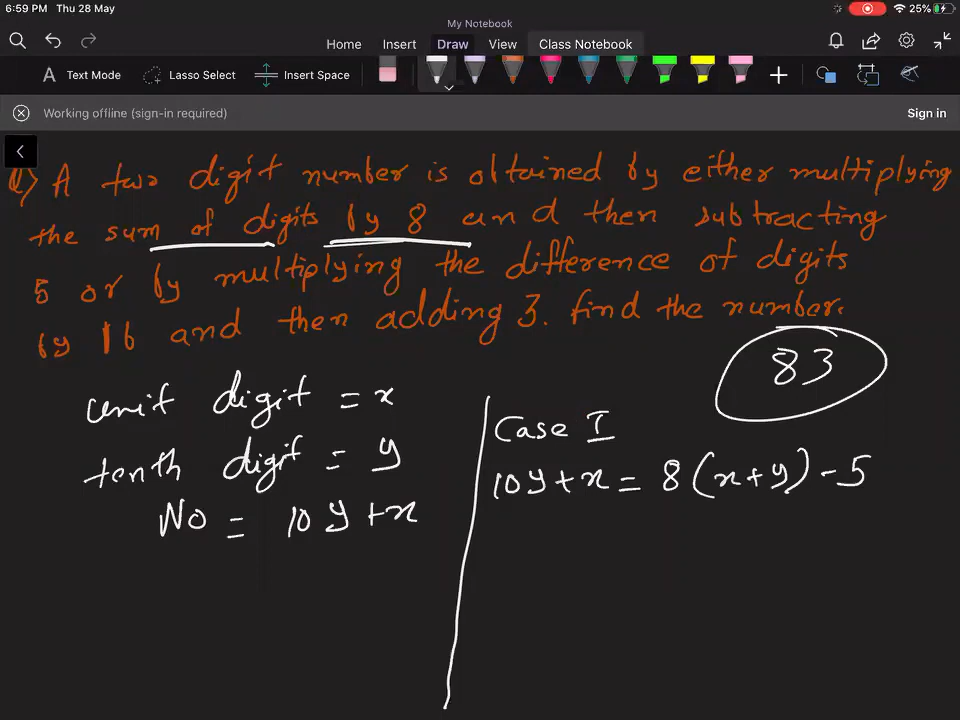 6:59 PM Thu 28 May
25%
My Notebook
Home Insert Draw View Class Notebook
Text Mode Lasso Select Insert Space
Working offline (sign-in required) Sign in
Q) A two digit number is obtained by either multiplying
the sum of digits by 8 and then subtracting
5 or by multiplying the difference of digits
by 16 and then adding 3. find the number.
83
unit digit = x
tenth digit = y
No = 10y+x
Case I
10y+x = 8(x+y)-5